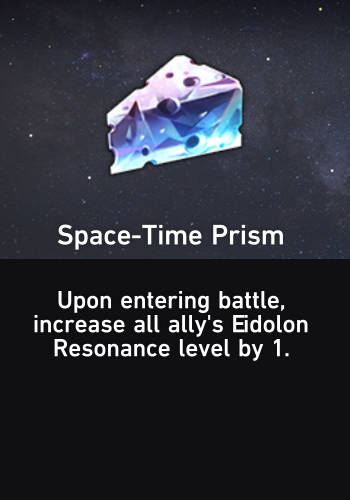 Space-Time Prism
Upon entering battle,
increase all ally's Eidolon
Resonance level by 1.